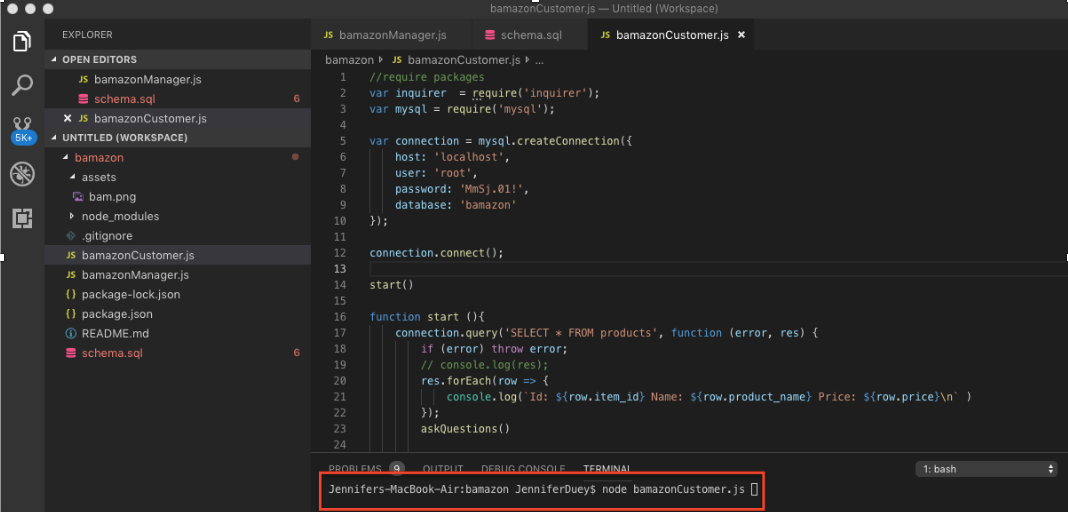 bamazonCustomer.js — Untitled (Workspace)
EXPLORER
OPEN EDITORS
JS bamazonManager.js
schema.sql 6
JS bamazonCustomer.js
UNTITLED (WORKSPACE)
bamazon
assets
bam.png
node_modules
.gitignore
JS bamazonCustomer.js
JS bamazonManager.js
{} package-lock.json
{} package.json
README.md
schema.sql 6
5K+
JS bamazonManager.js schema.sql JS bamazonCustomer.js
bamazon JS bamazonCustomer.js ...
1 //require packages
2 var inquirer  = require('inquirer');
3 var mysql = require('mysql');
4
5 var connection = mysql.createConnection({
6     host: 'localhost',
7     user: 'root',
8     password: 'MmSj.01!',
9     database: 'bamazon'
10 });
11
12 connection.connect();
13
14 start()
15
16 function start (){
17     connection.query('SELECT * FROM products', function (error, res) {
18         if (error) throw error;
19         // console.log(res);
20         res.forEach(row => {
21             console.log(`Id: ${row.item_id} Name: ${row.product_name} Price: ${row.price}\n` )
22         });
23         askQuestions()
24
PROBLEMS 9 OUTPUT DEBUG CONSOLE TERMINAL 1: bash
Jennifers-MacBook-Air:bamazon JenniferDuey$ node bamazonCustomer.js